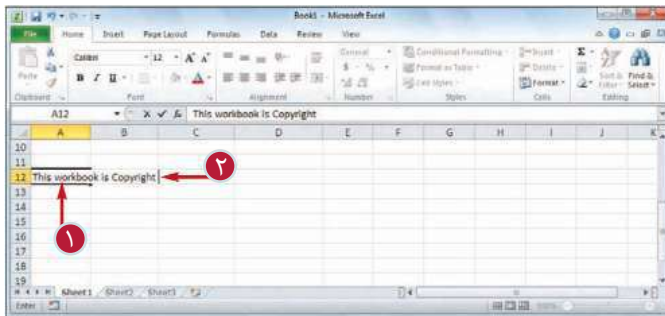 Book1 - Microsoft Excel
File Home Insert Page Layout Formulas Data Review View
Calibri 12 A A General Conditional Formatting Insert Σ
Paste B I U A $ % Format as Table Delete Sort & Find &
Cell Styles Format Filter Select
Clipboard Font Alignment Number Styles Cells Editing
A12 fx This workbook is Copyright
A B C D E F G H I J K
10
11
12 This workbook is Copyright ٢
13
14
15
16 ١
17
18
19
Sheet1 Sheet2 Sheet3
Enter